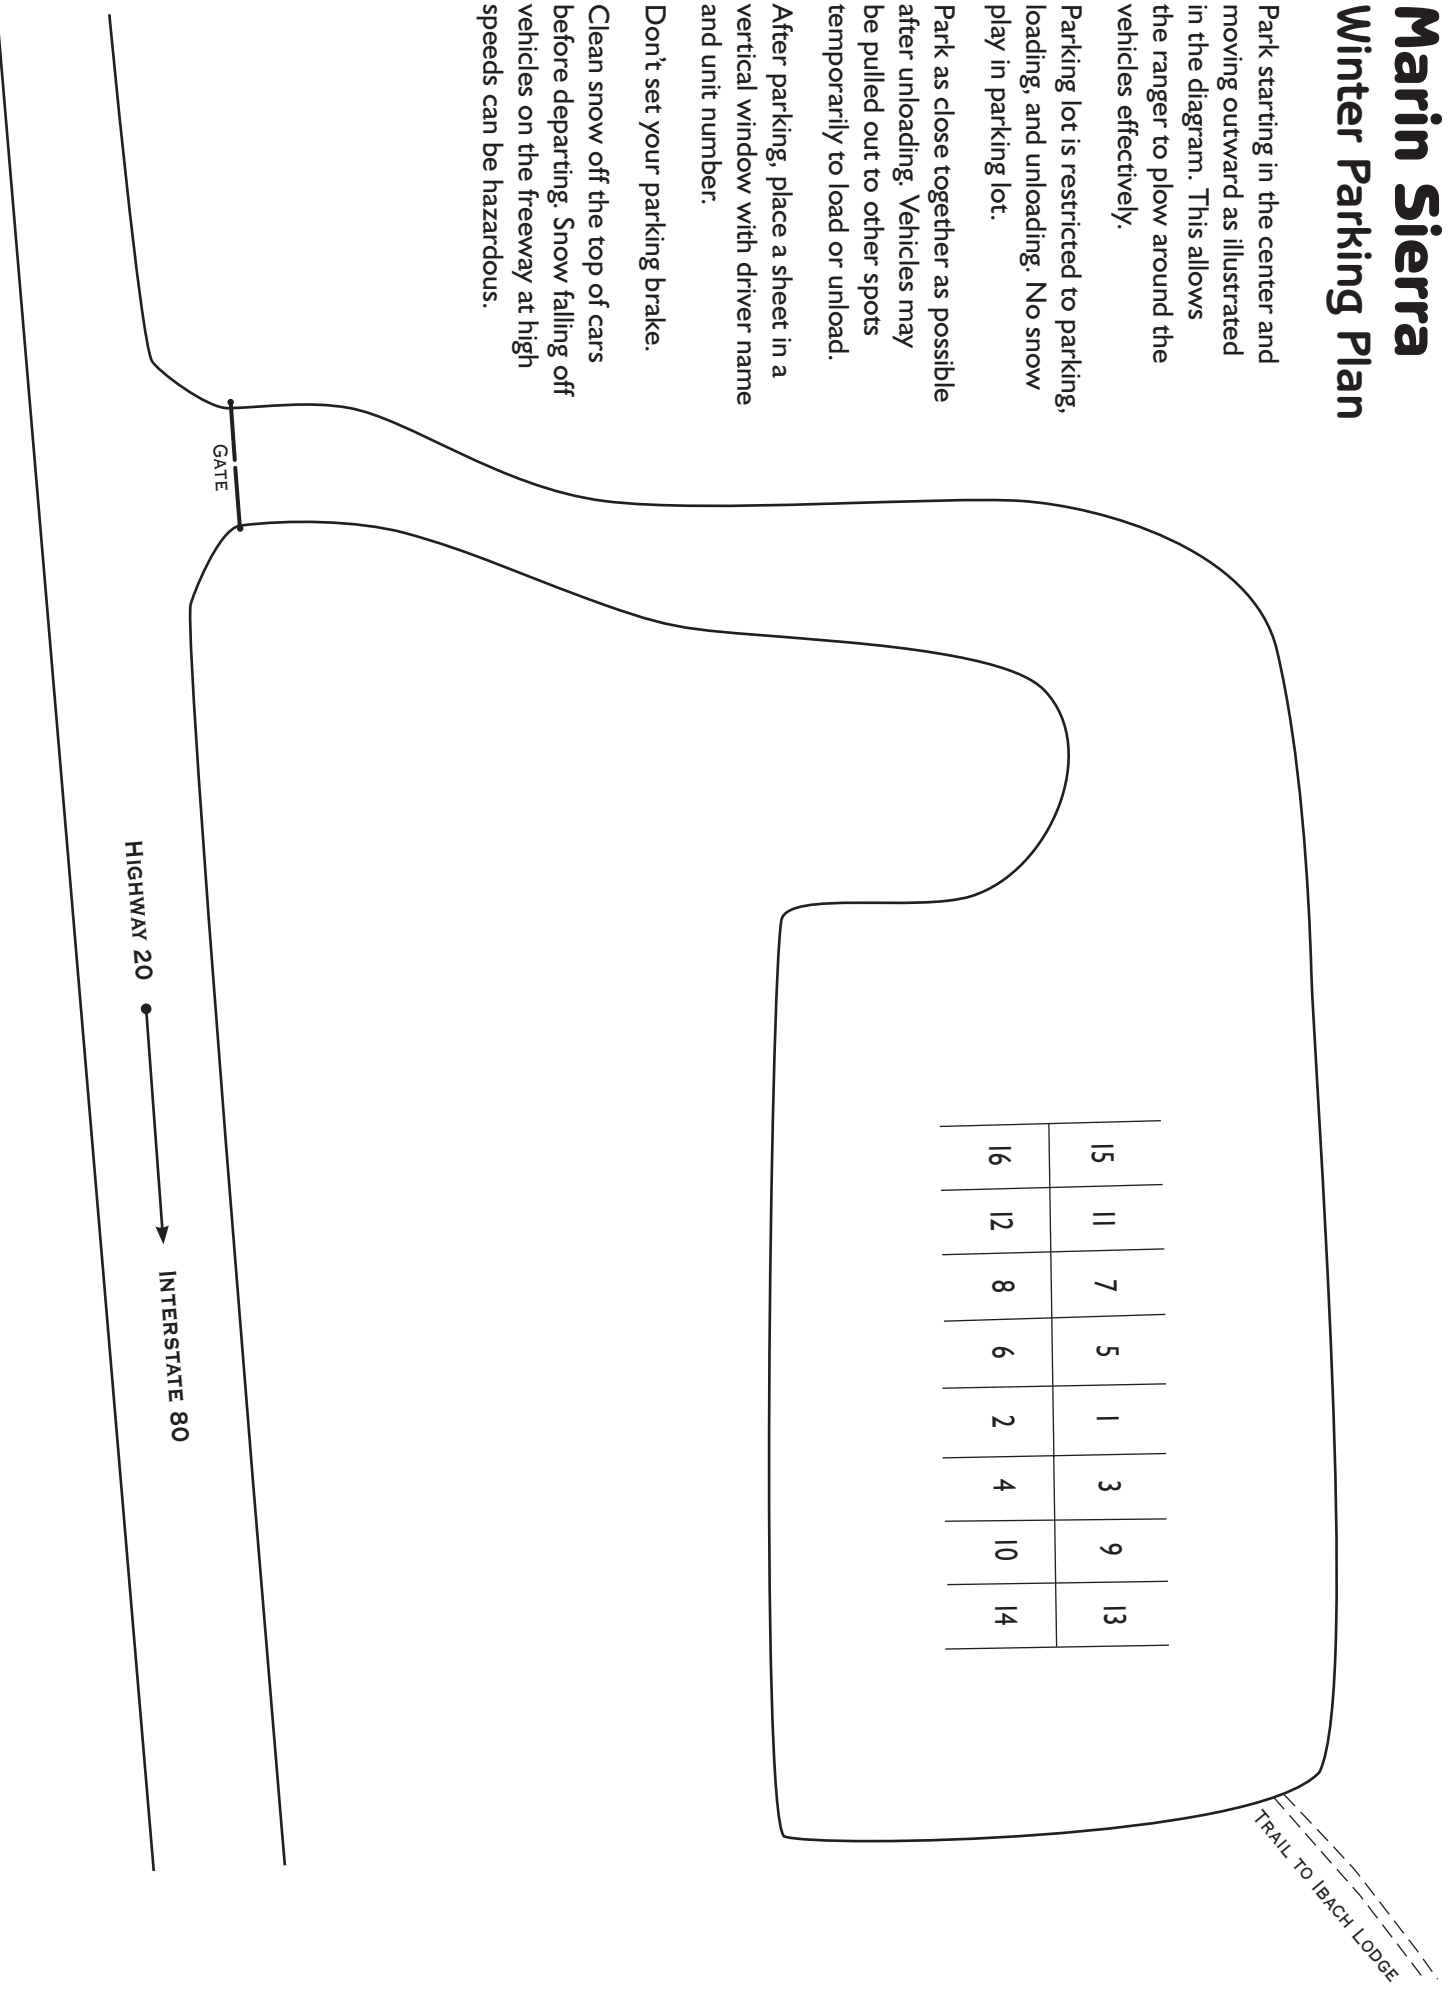 Marin Sierra
Winter Parking Plan
Park starting in the center and
moving outward as illustrated
in the diagram. This allows
the ranger to plow around the
vehicles effectively.
Parking lot is restricted to parking,
loading, and unloading. No snow
play in parking lot.
Park as close together as possible
after unloading. Vehicles may
be pulled out to other spots
temporarily to load or unload.
After parking, place a sheet in a
vertical window with driver name
and unit number.
Don't set your parking brake.
Clean snow off the top of cars
before departing. Snow falling off
vehicles on the freeway at high
speeds can be hazardous.
TRAIL TO IBACH LODGE
15 11 7 5 1 3 9 13
16 12 8 6 2 4 10 14
GATE
HIGHWAY 20
INTERSTATE 80